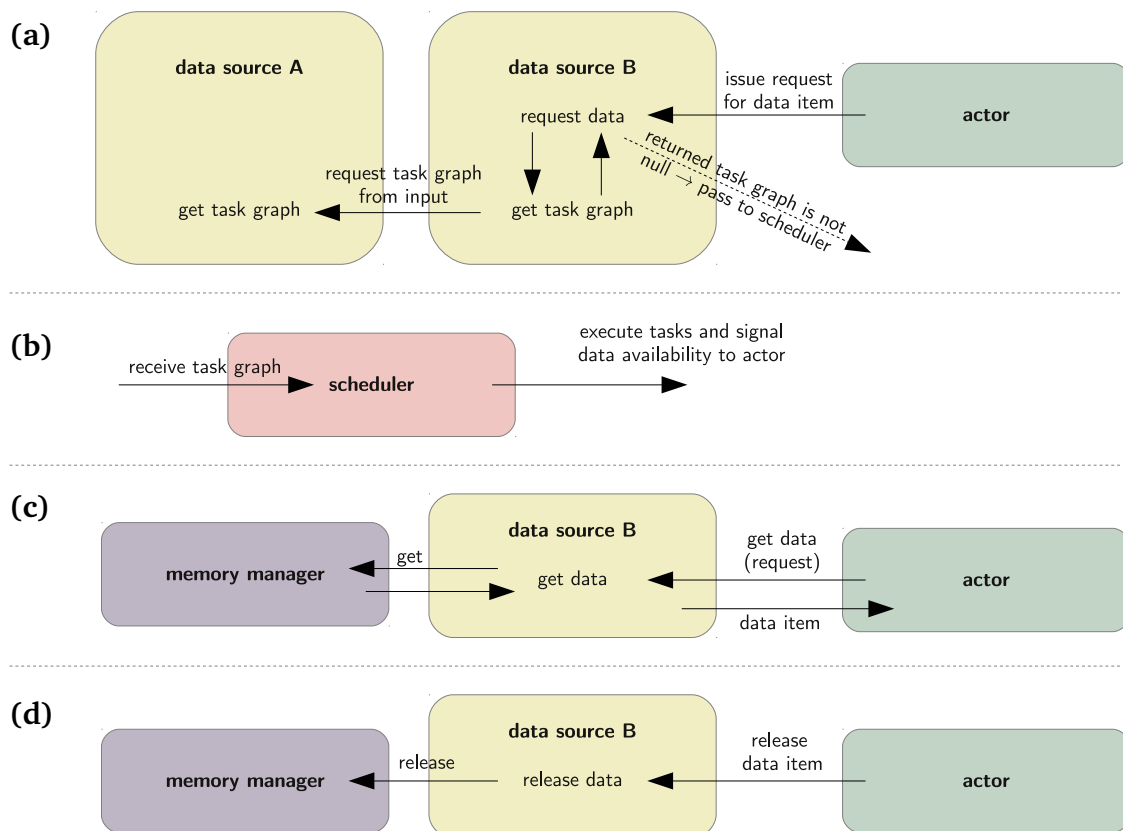 (a)
data source A
data source B
issue request
for data item
actor
request data
returned task graph is not
null → pass to scheduler
request task graph
from input
get task graph
get task graph
(b)
execute tasks and signal
data availability to actor
receive task graph
scheduler
(c)
data source B
get data
(request)
get
memory manager
get data
actor
data item
(d)
data source B
release
data item
release
memory manager
release data
actor